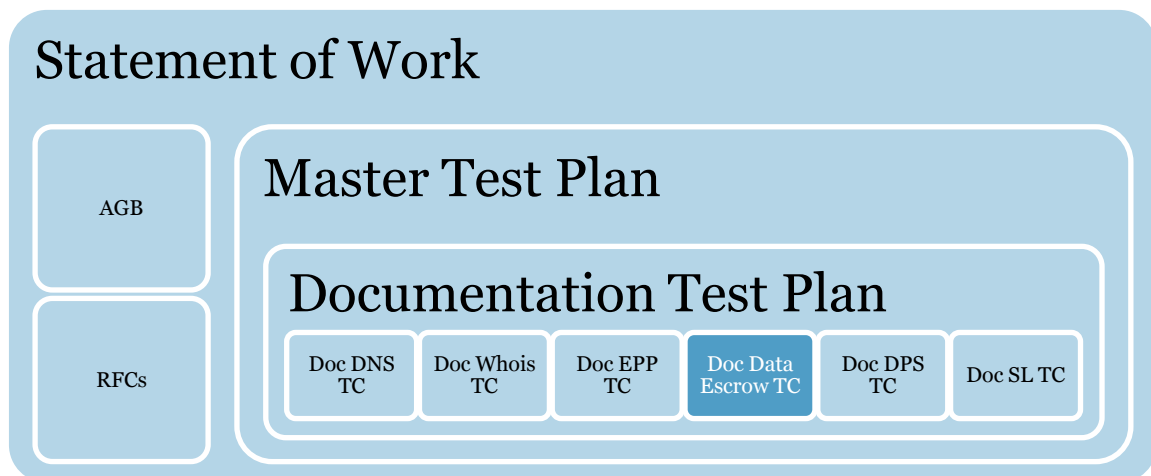 Statement of Work
AGB
RFCs
Master Test Plan
Documentation Test Plan
Doc DNS
TC
Doc Whois
TC
Doc EPP
TC
Doc Data
Escrow TC
Doc DPS
TC
Doc SL TC